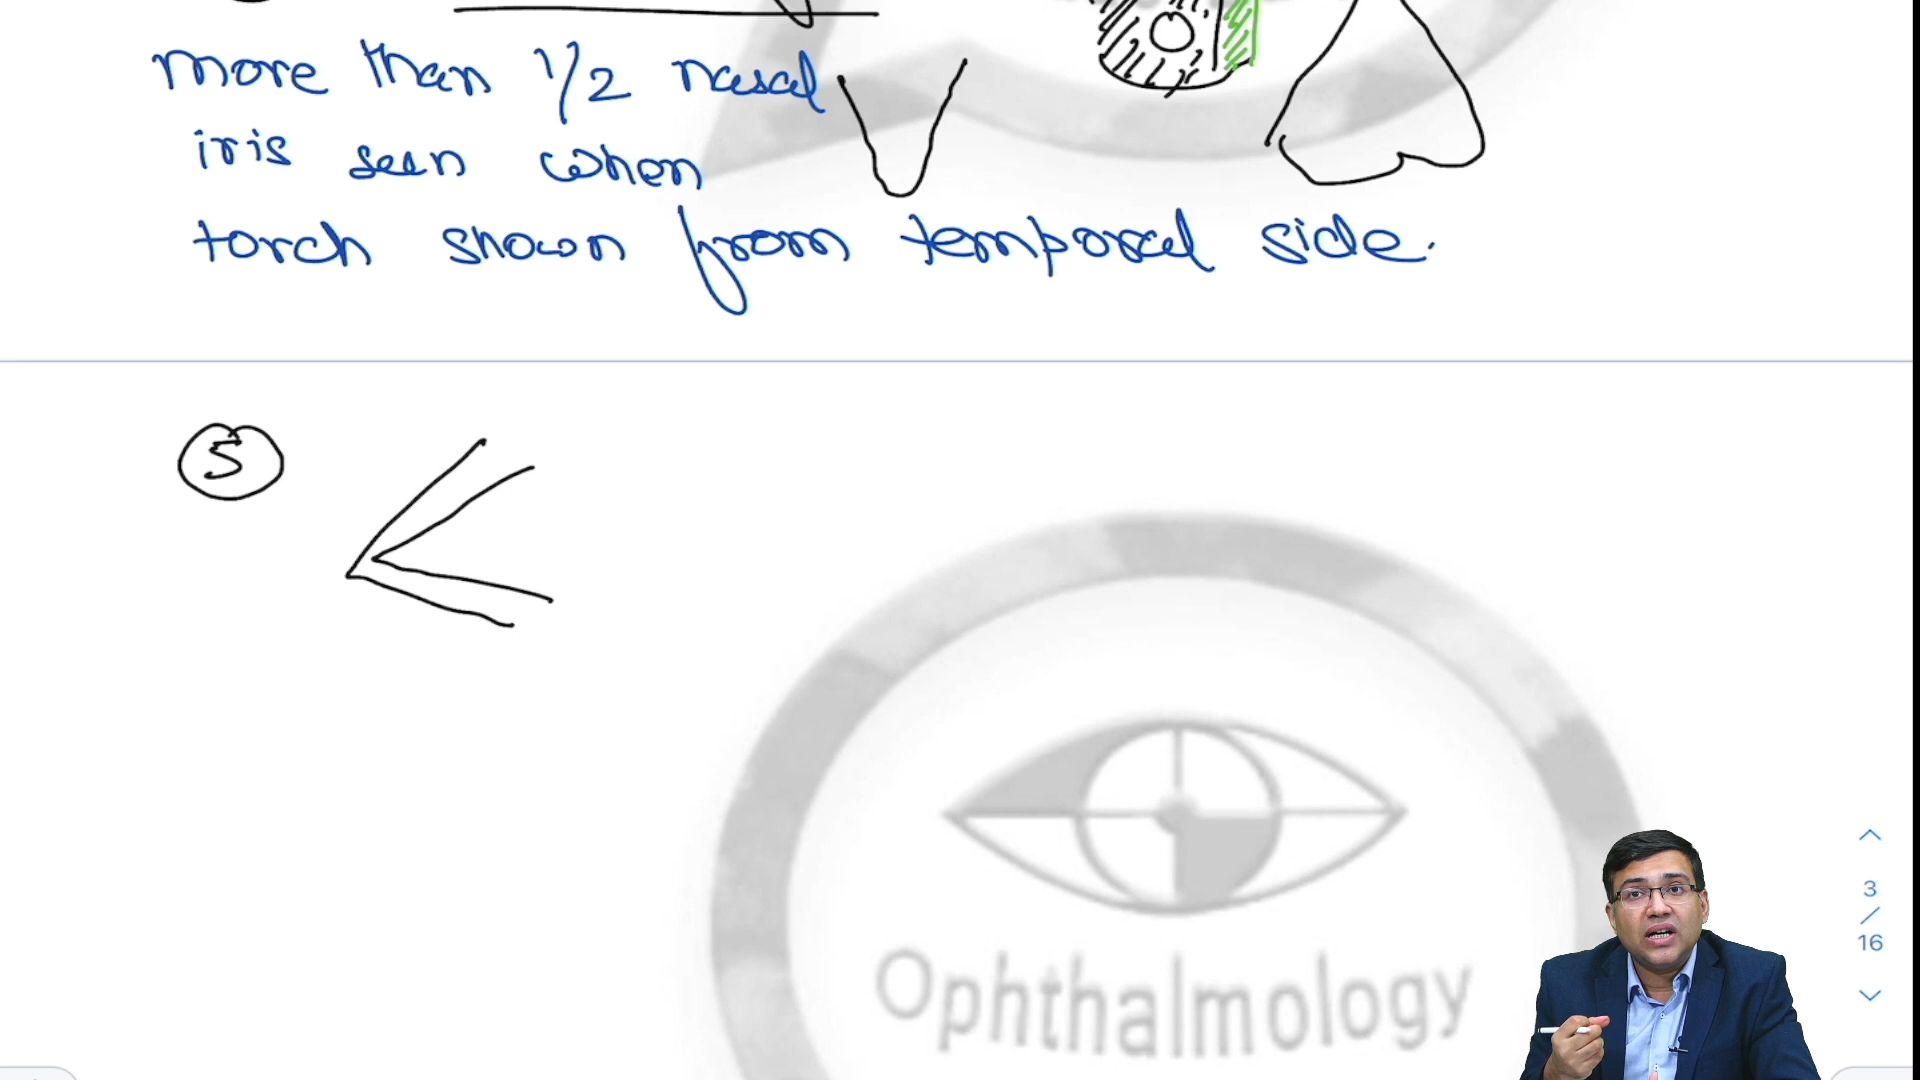 more than 1/2 nasal
iris seen when
torch shown from temporal side.
5
Ophthalmology
3
/
16